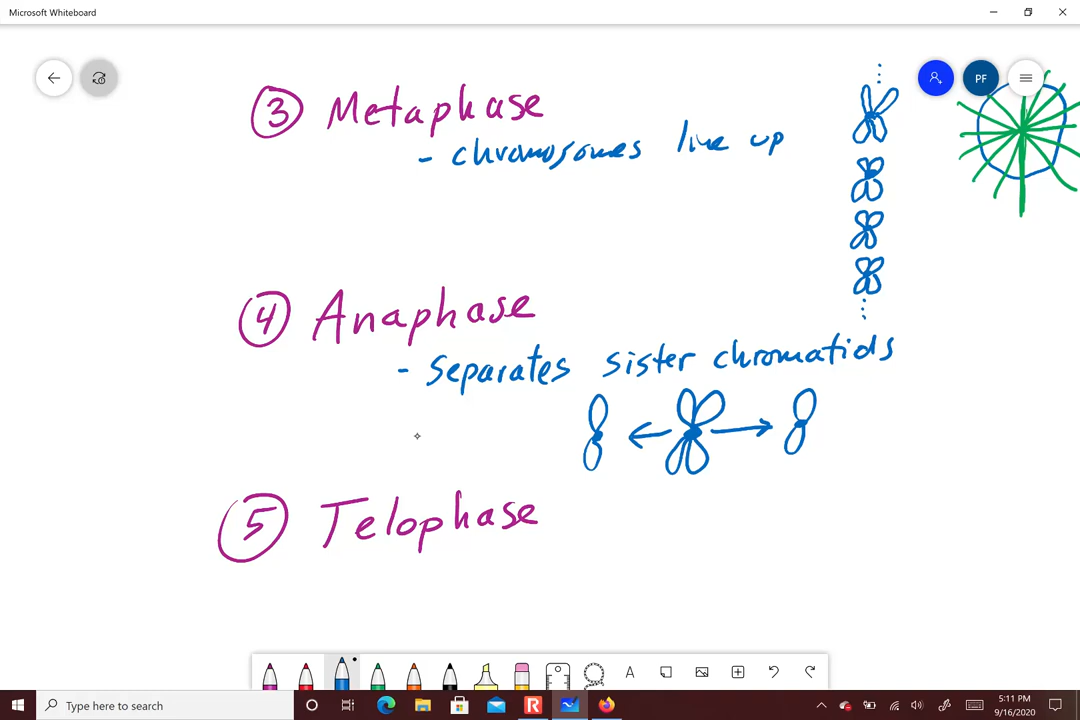 Microsoft Whiteboard
PF
3 Metaphase
- chromosomes line up
4 Anaphase
- separates sister chromatids
5 Telophase
A
Type here to search
R
5:11 PM
9/16/2020